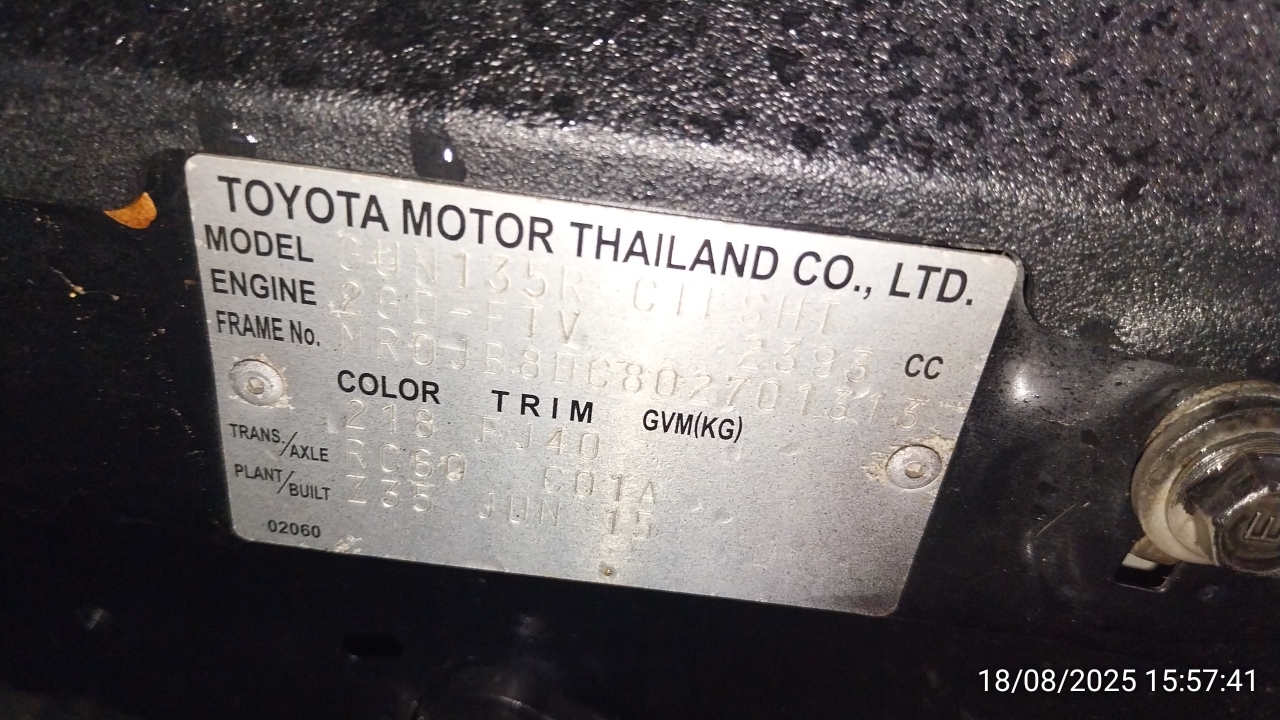 TOYOTA MOTOR THAILAND CO., LTD.
MODEL GUN135R-CTFSHT
ENGINE 2GD-FTV 2393 CC
FRAME No. MR0JB8DC802701313
COLOR TRIM GVM(KG)
218 FJ40
TRANS./AXLE RC60 C01A
PLANT/BUILT Z35 JUN 15
02060
18/08/2025 15:57:41